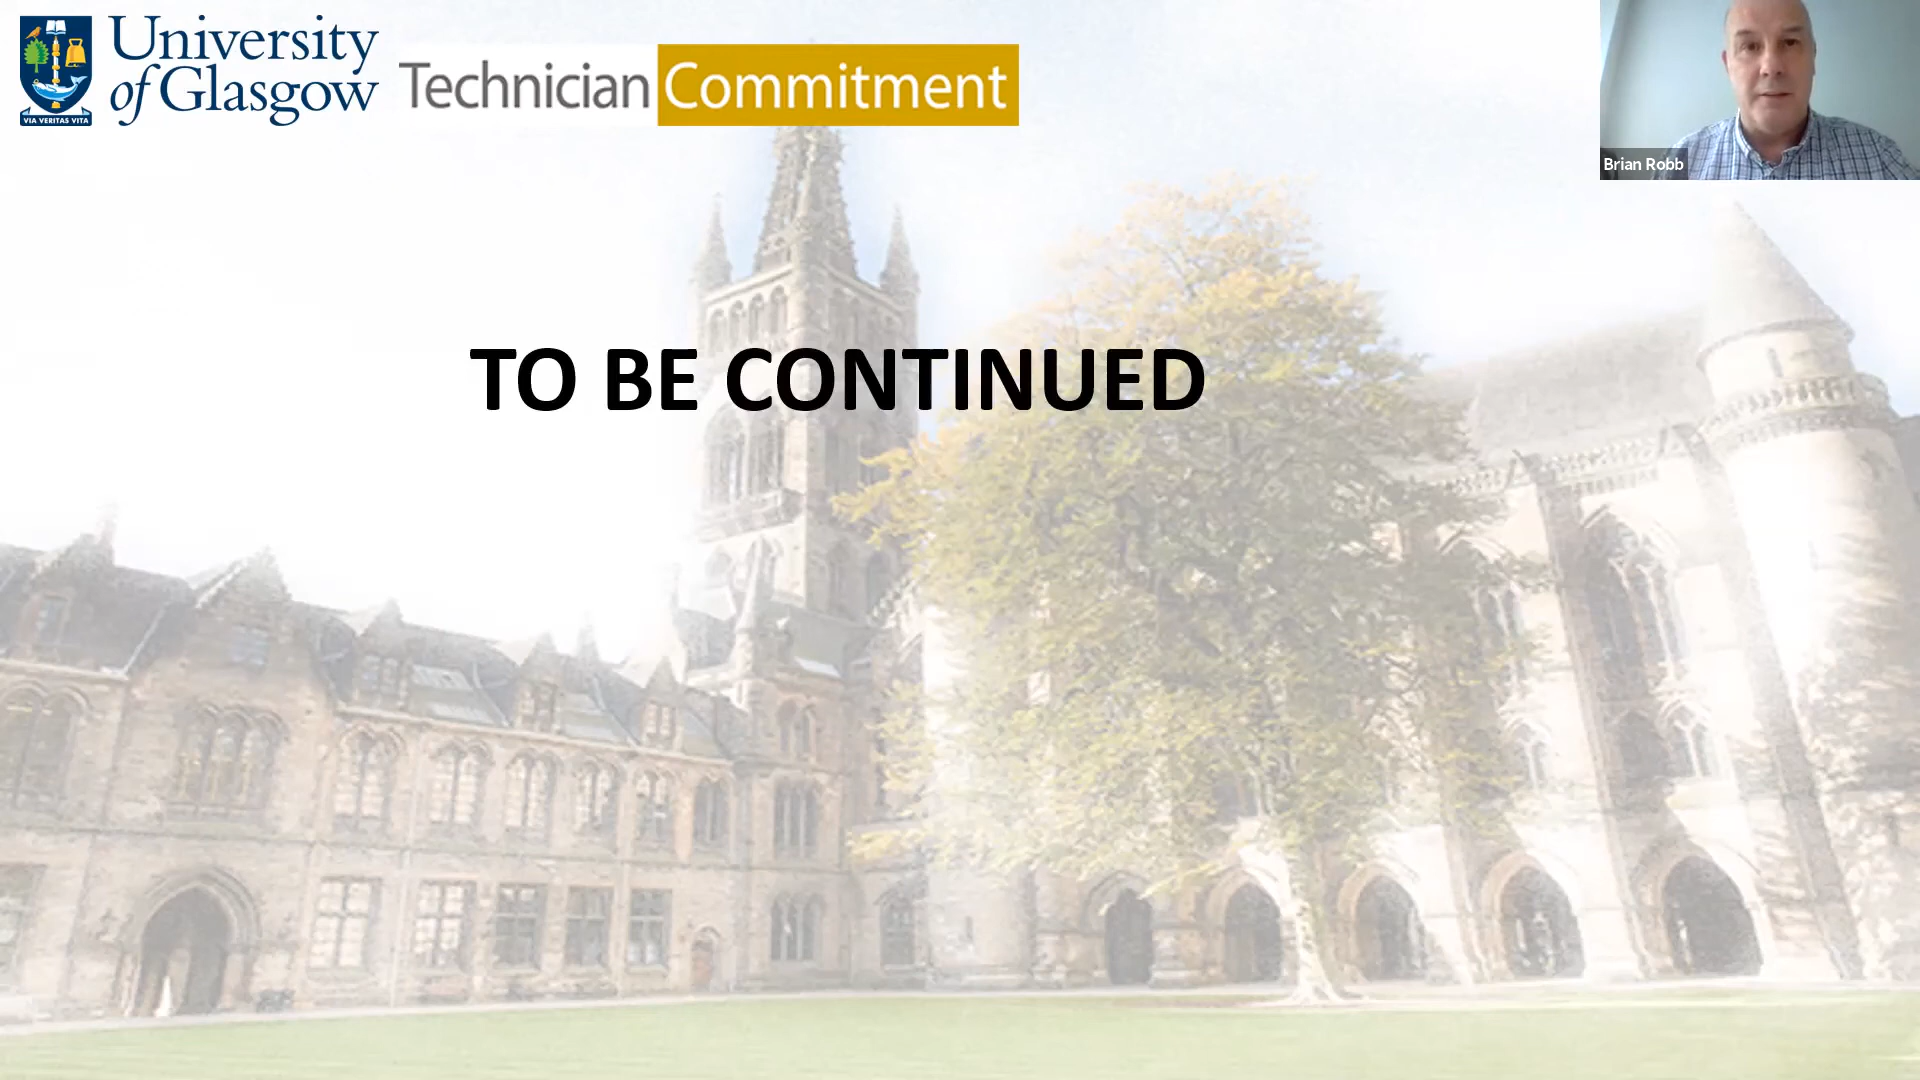 University
of Glasgow
VIA VERITAS VITA
Technician Commitment
Brian Robb
TO BE CONTINUED